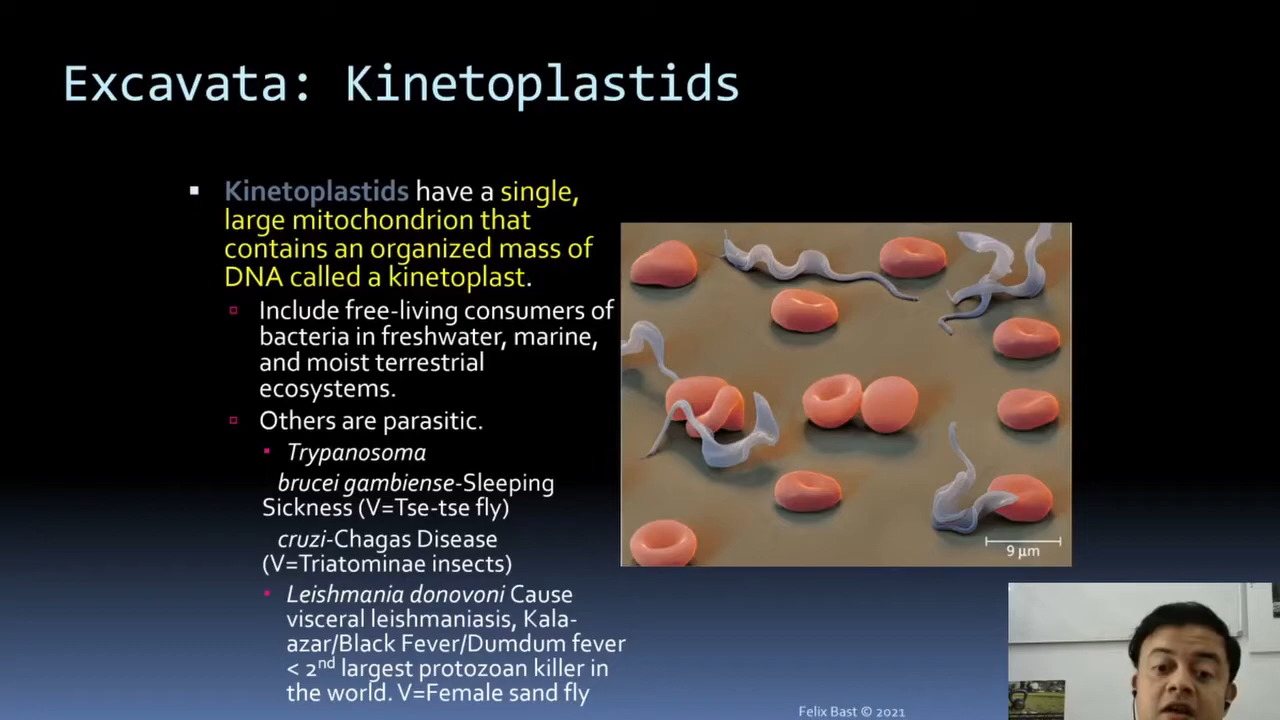 Excavata: Kinetoplastids
Kinetoplastids have a single,
large mitochondrion that
contains an organized mass of
DNA called a kinetoplast.
Include free-living consumers of
bacteria in freshwater, marine,
and moist terrestrial
ecosystems.
Others are parasitic.
Trypanosoma
brucei gambiense-Sleeping
Sickness (V=Tse-tse fly)
cruzi-Chagas Disease
(V=Triatominae insects)
Leishmania donovoni Cause
visceral leishmaniasis, Kala-
azar/Black Fever/Dumdum fever
< 2nd largest protozoan killer in
the world. V=Female sand fly
9 μm
Felix Bast © 2021